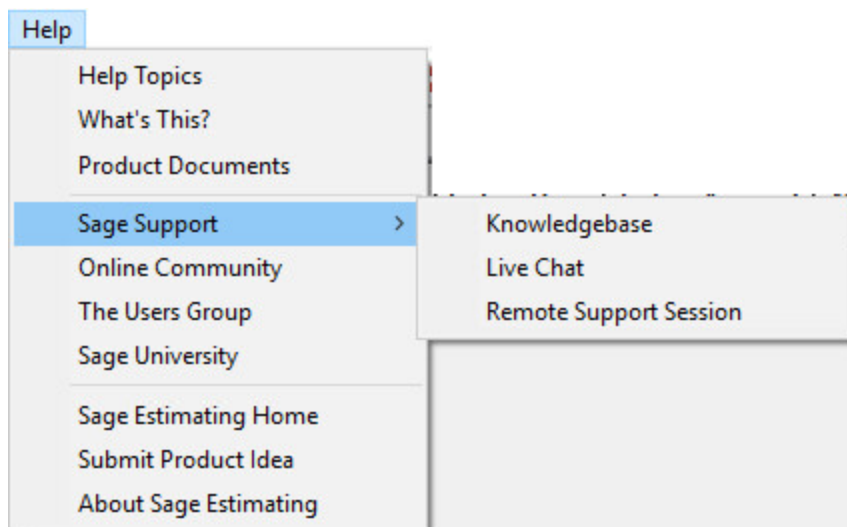 Help
Help Topics
What's This?
Product Documents
Sage Support
Knowledgebase
Live Chat
Remote Support Session
Online Community
The Users Group
Sage University
Sage Estimating Home
Submit Product Idea
About Sage Estimating